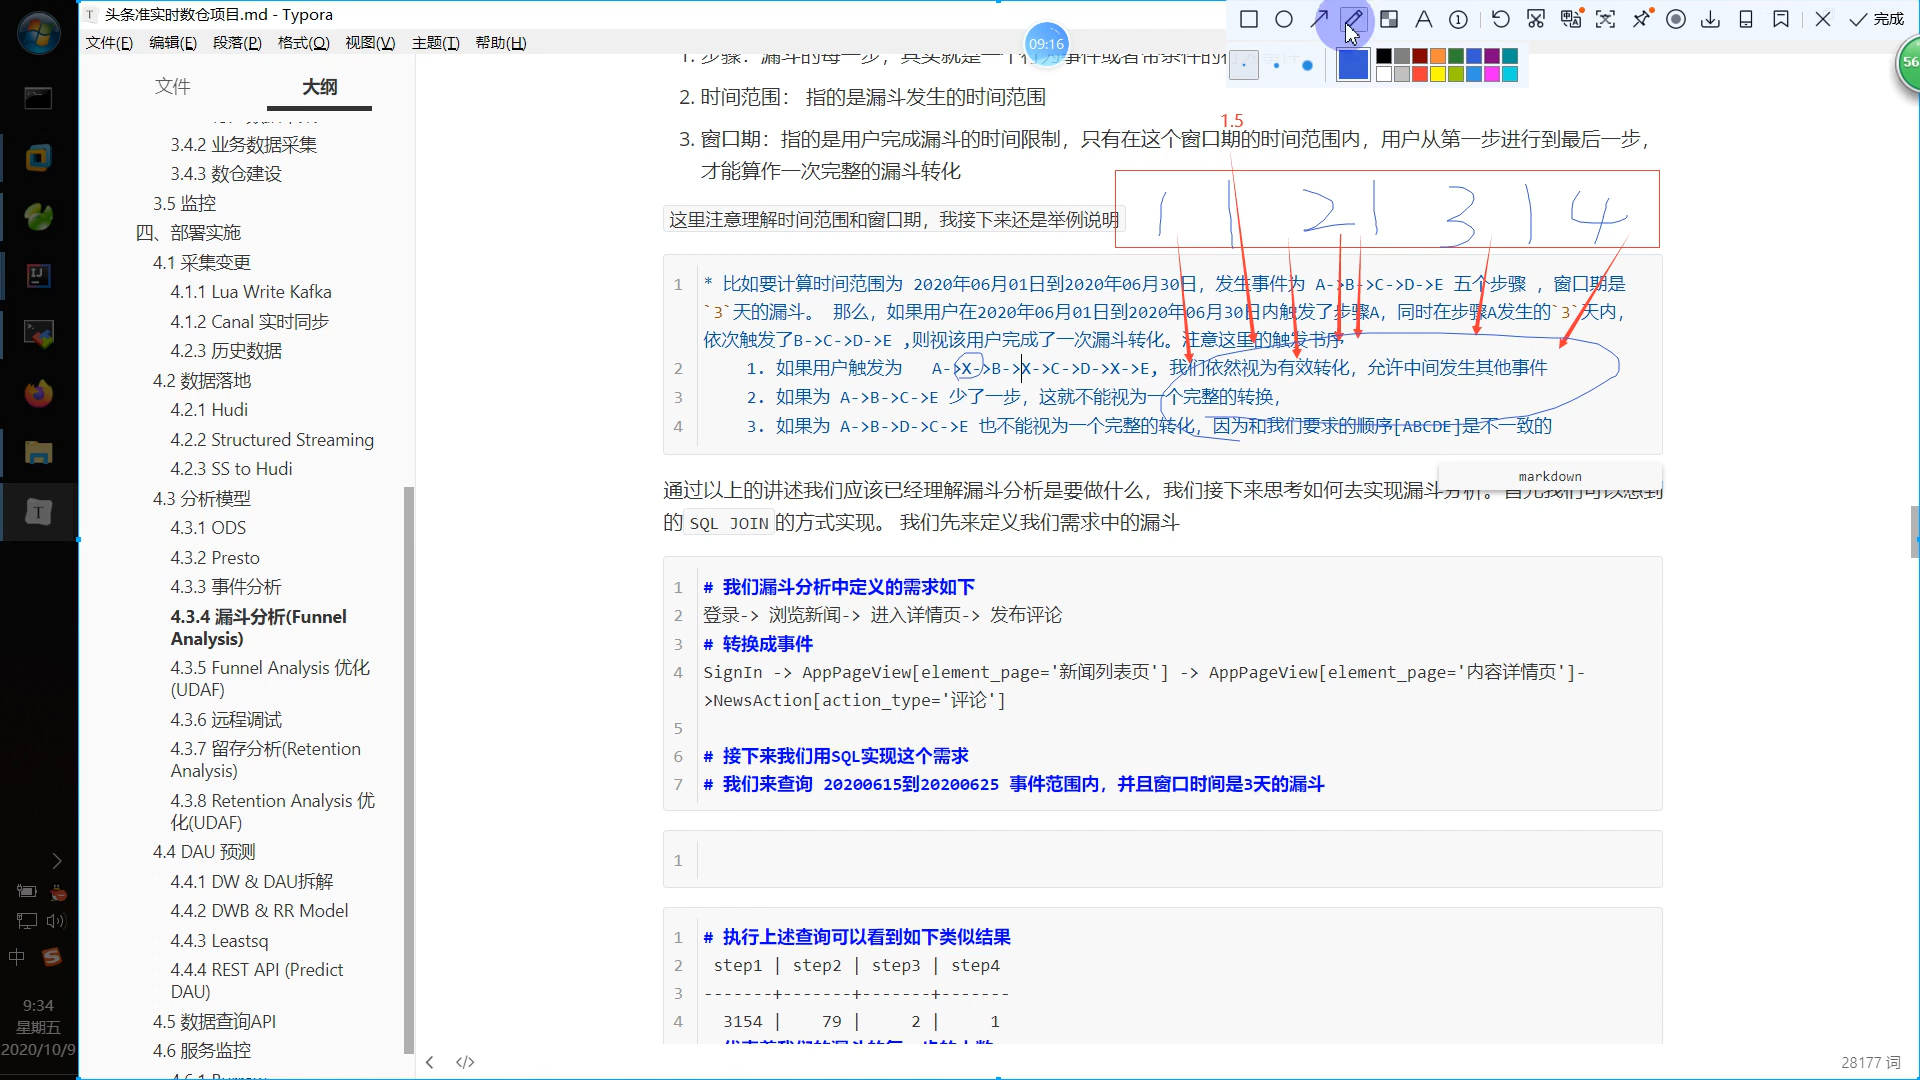 头条准实时数仓项目.md - Typora
文件(F) 编辑(E) 段落(P) 格式(O) 视图(V) 主题(T) 帮助(H)
09:16
完成
56
文件 大纲
3.4.2 业务数据采集
3.4.3 数仓建设
3.5 监控
四、部署实施
4.1 采集变更
4.1.1 Lua Write Kafka
4.1.2 Canal 实时同步
4.2.3 历史数据
4.2 数据落地
4.2.1 Hudi
4.2.2 Structured Streaming
4.2.3 SS to Hudi
4.3 分析模型
4.3.1 ODS
4.3.2 Presto
4.3.3 事件分析
4.3.4 漏斗分析(Funnel
Analysis)
4.3.5 Funnel Analysis 优化
(UDAF)
4.3.6 远程调试
4.3.7 留存分析(Retention
Analysis)
4.3.8 Retention Analysis 优
化(UDAF)
4.4 DAU 预测
4.4.1 DW & DAU拆解
4.4.2 DWB & RR Model
4.4.3 Leastsq
4.4.4 REST API (Predict
DAU)
4.5 数据查询API
4.6 服务监控
中
9:34
星期五
2020/10/9
2. 时间范围： 指的是漏斗发生的时间范围
1.5
3. 窗口期：指的是用户完成漏斗的时间限制，只有在这个窗口期的时间范围内，用户从第一步进行到最后一步，
才能算作一次完整的漏斗转化
这里注意理解时间范围和窗口期，我接下来还是举例说明
1 | 2 | 3 | 4
1 * 比如要计算时间范围为 2020年06月01日到2020年06月30日，发生事件为 A->B->C->D->E 五个步骤 ，窗口期是
`3`天的漏斗。 那么，如果用户在2020年06月01日到2020年06月30日内触发了步骤A，同时在步骤A发生的`3`天内，
依次触发了B->C->D->E ,则视该用户完成了一次漏斗转化。注意这里的触发书序
2 1. 如果用户触发为 A->X->B->X->C->D->X->E，我们依然视为有效转化，允许中间发生其他事件
3 2. 如果为 A->B->C->E 少了一步，这就不能视为一个完整的转换，
4 3. 如果为 A->B->D->C->E 也不能视为一个完整的转化，因为和我们要求的顺序[ABCDE]是不一致的
markdown
通过以上的讲述我们应该已经理解漏斗分析是要做什么，我们接下来思考如何去实现漏斗分析。首先我们可以想到
的 SQL JOIN 的方式实现。 我们先来定义我们需求中的漏斗
1 # 我们漏斗分析中定义的需求如下
2 登录-> 浏览新闻-> 进入详情页-> 发布评论
3 # 转换成事件
4 SignIn -> AppPageView[element_page='新闻列表页'] -> AppPageView[element_page='内容详情页']-
>NewsAction[action_type='评论']
5
6 # 接下来我们用SQL实现这个需求
7 # 我们来查询 20200615到20200625 事件范围内，并且窗口时间是3天的漏斗
1
1 # 执行上述查询可以看到如下类似结果
2 step1 | step2 | step3 | step4
3 -------+-------+-------+-------
4 3154 | 79 | 2 | 1
28177 词